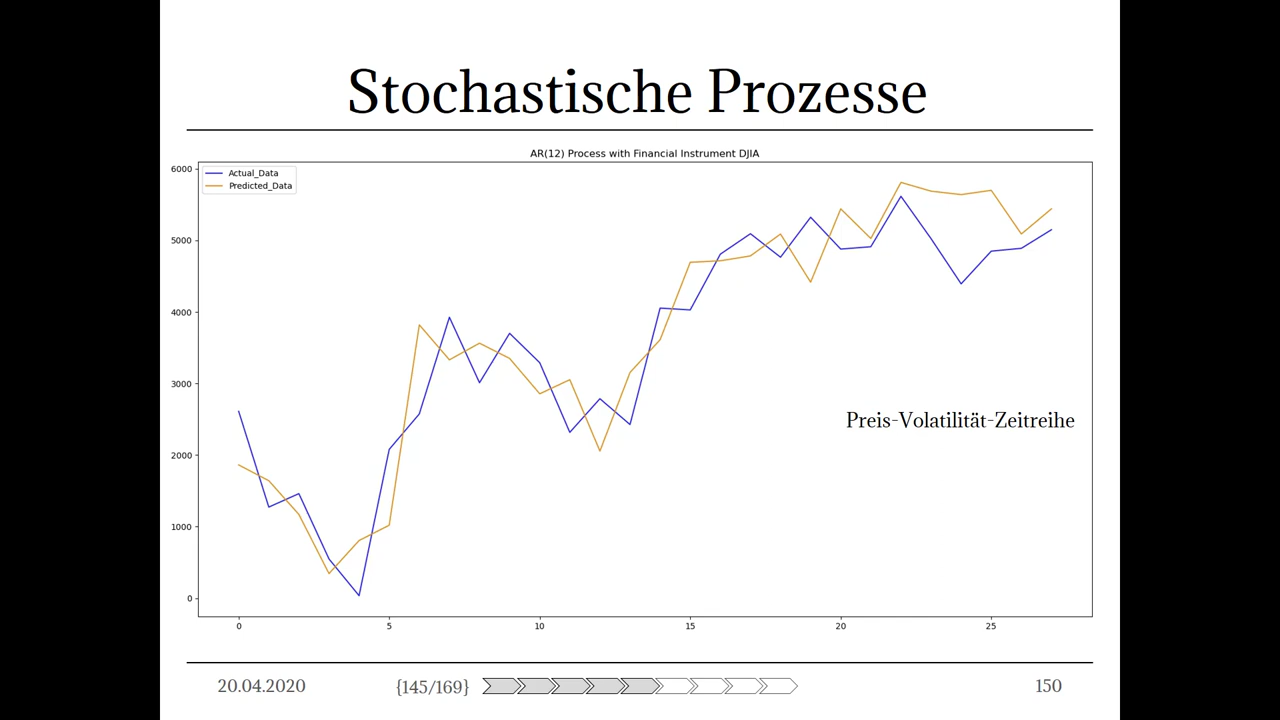 Stochastische Prozesse
AR(12) Process with Financial Instrument DJIA
Actual_Data
Predicted_Data
6000
5000
4000
3000
2000
1000
0
Preis-Volatilität-Zeitreihe
0 5 10 15 20 25
20.04.2020 {145/169} 150